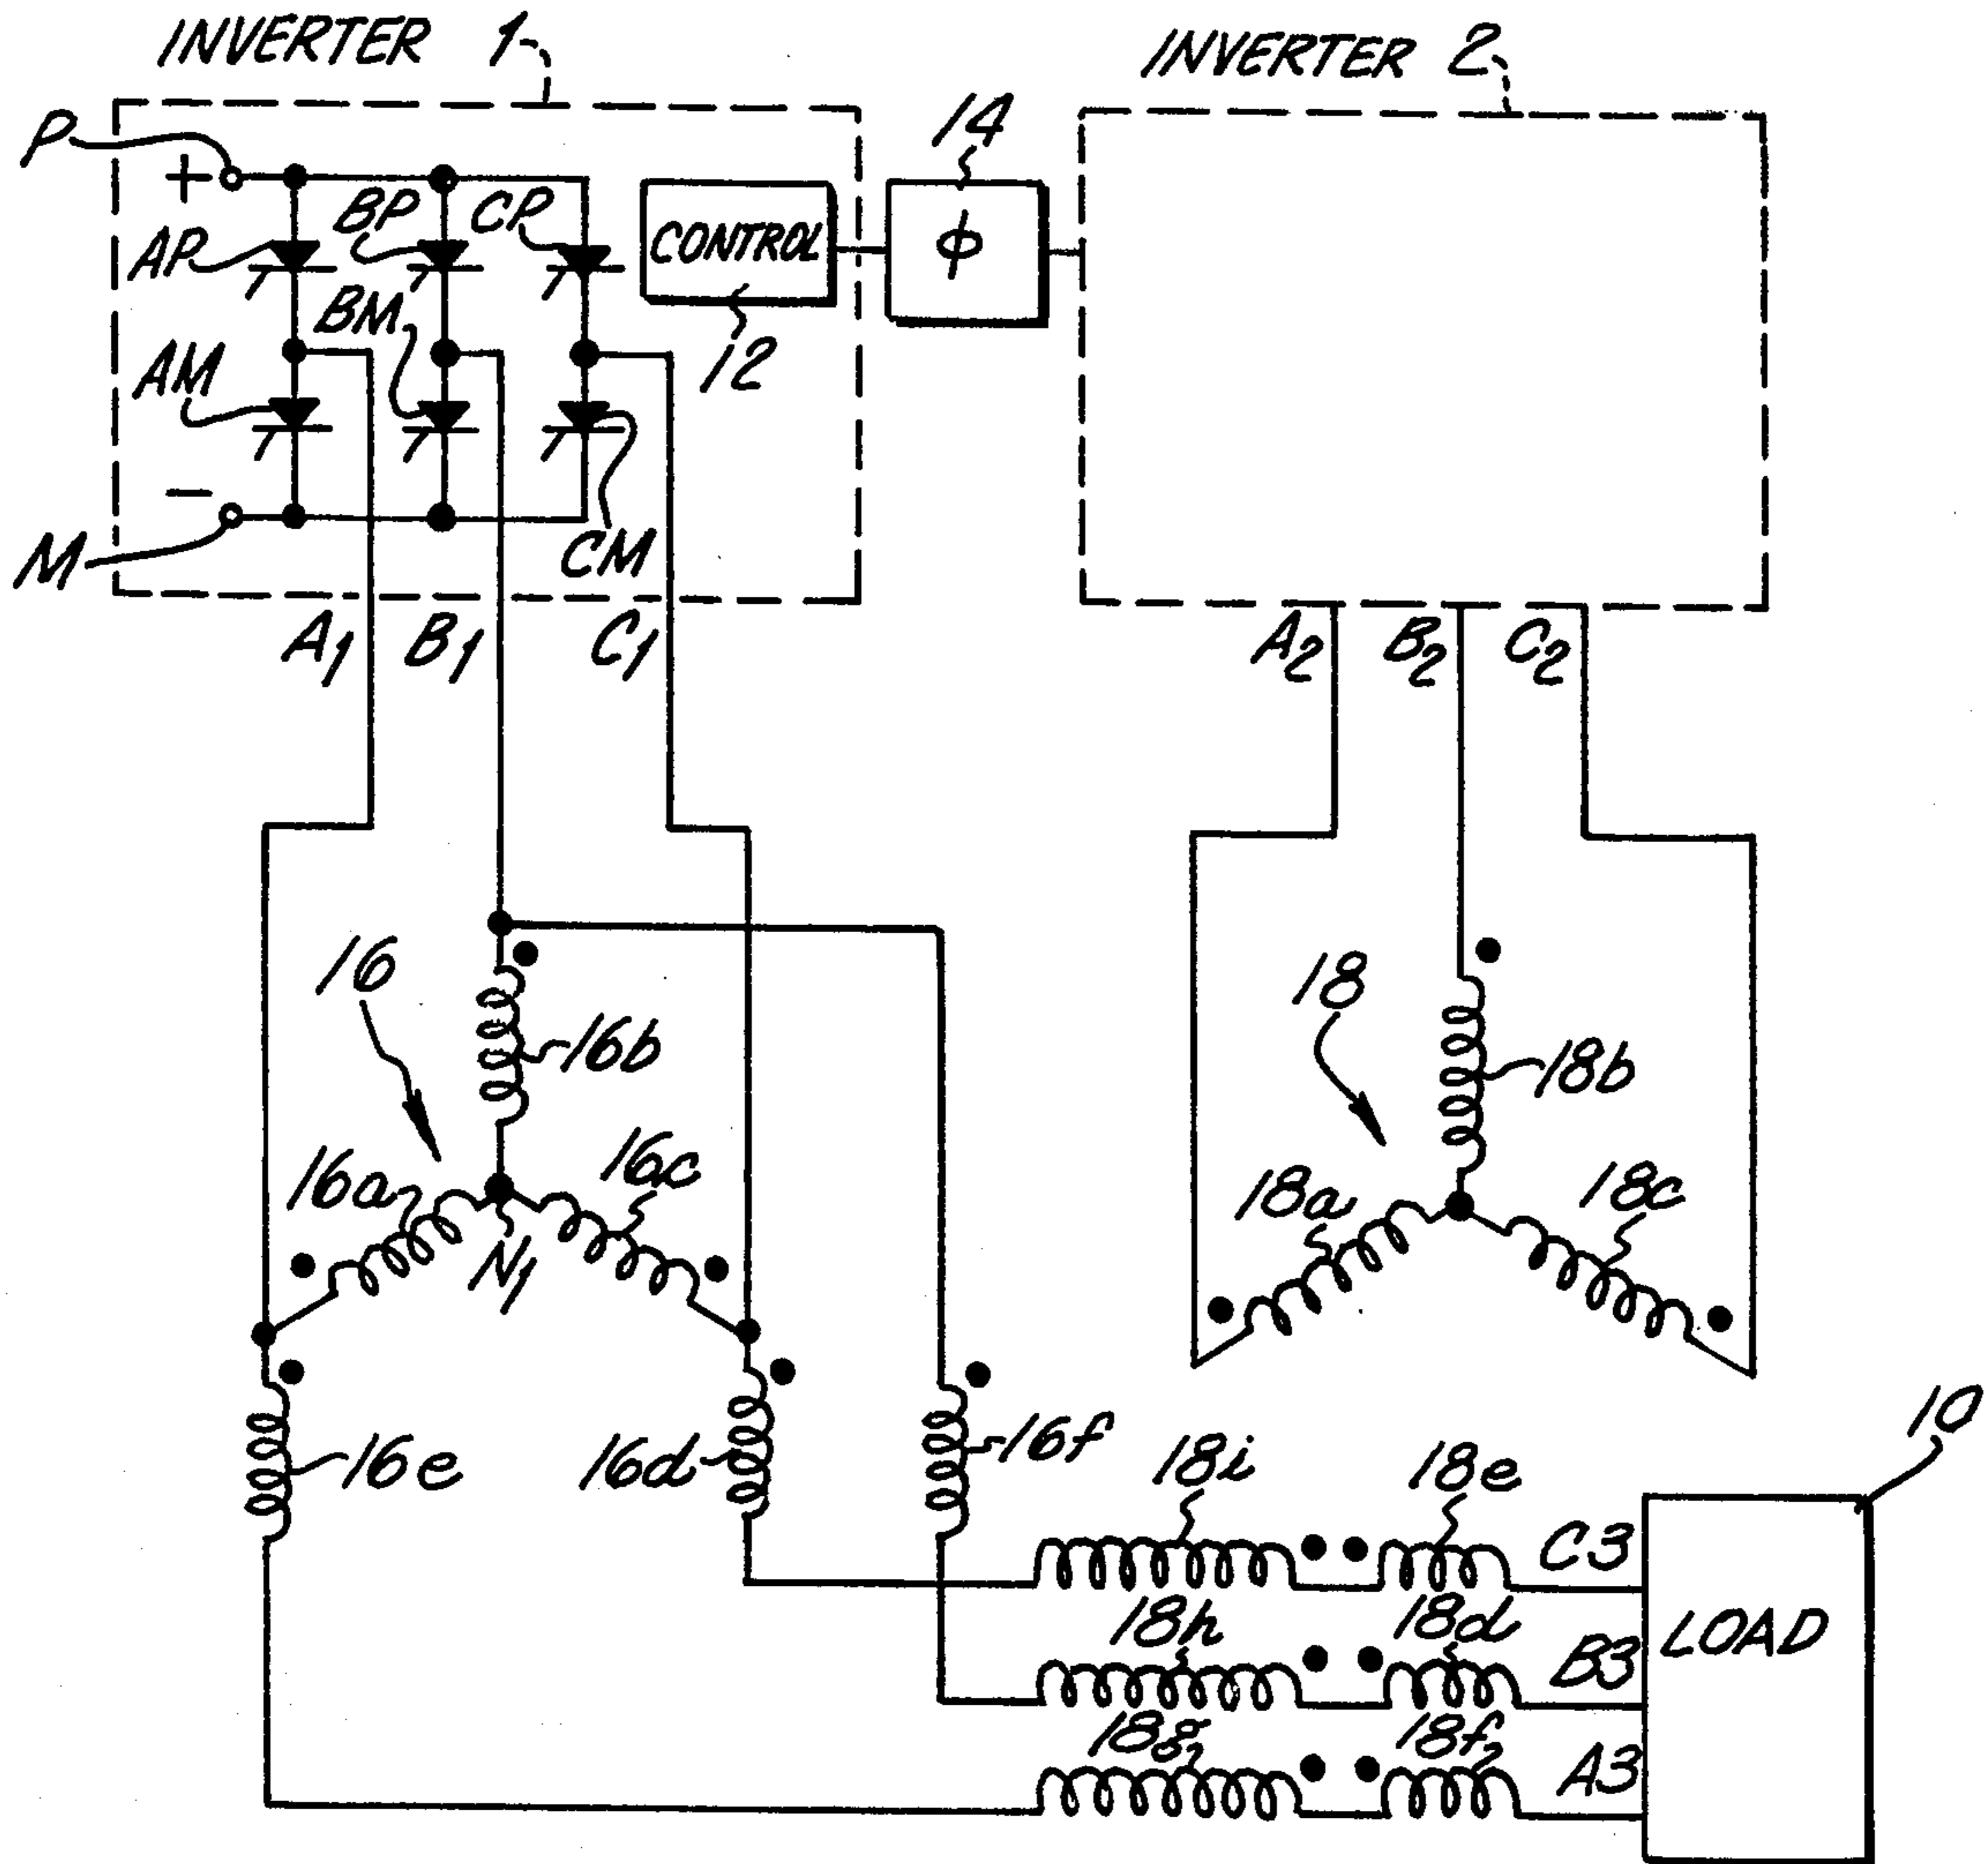 INVERTER 1
INVERTER 2
P
+
AP
BP
CP
CONTROL
14
ϕ
BM
AM
12
−
M
CM
A1
B1
C1
A2
B2
C2
16
16b
18
18b
16a
16c
N1
18a
18c
16e
16d
16f
18i
18e
10
C3
18h
18d
B3
LOAD
18g
18f
A3